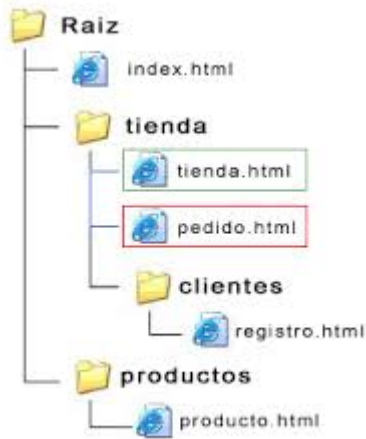 Raiz
index.html
tienda
tienda.html
pedido.html
clientes
registro.html
productos
producto.html